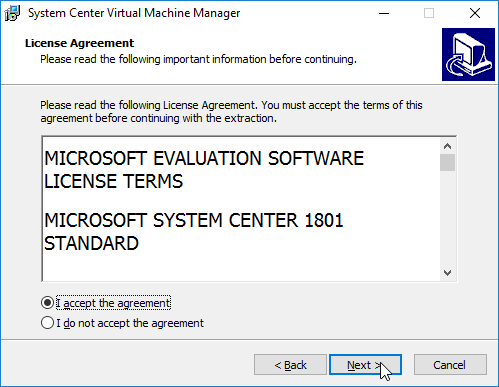 System Center Virtual Machine Manager
License Agreement
Please read the following important information before continuing.
Please read the following License Agreement. You must accept the terms of this
agreement before continuing with the extraction.
MICROSOFT EVALUATION SOFTWARE
LICENSE TERMS
MICROSOFT SYSTEM CENTER 1801
STANDARD
I accept the agreement
I do not accept the agreement
< Back
Next >
Cancel